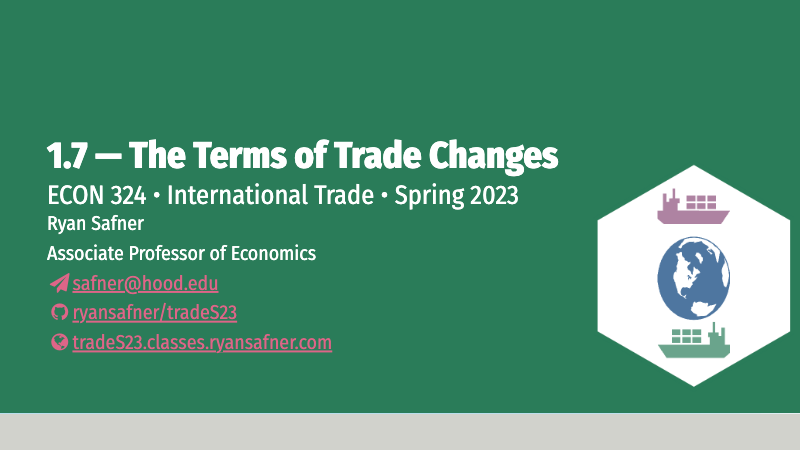 1.7 — The Terms of Trade Changes
ECON 324 • International Trade • Spring 2023
Ryan Safner
Associate Professor of Economics
safner@hood.edu
ryansafner/tradeS23
tradeS23.classes.ryansafner.com